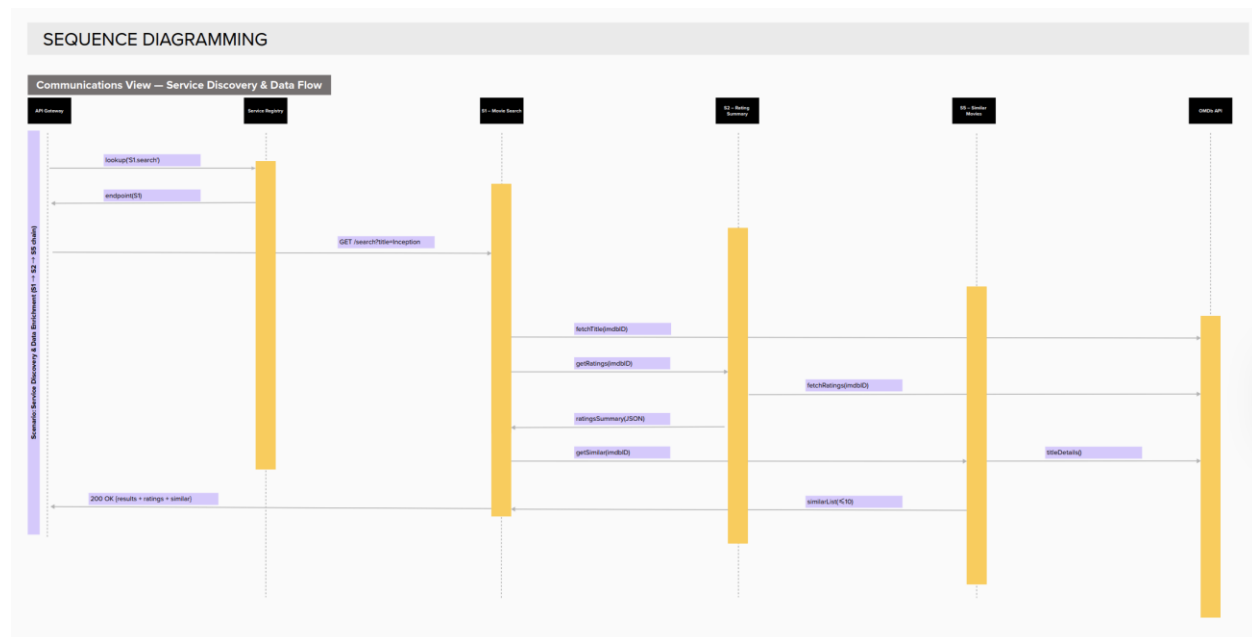 SEQUENCE DIAGRAMMING
Communications View — Service Discovery & Data Flow
API Gateway
Service Registry
S1 – Movie Search
S2 – Rating
Summary
S5 – Similar
Movies
OMDb API
Scenario: Service Discovery & Data Enrichment (S1 → S2 → S5 chain)
lookup('S1.search')
endpoint(S1)
GET /search?title=Inception
fetchTitle(imdbID)
getRatings(imdbID)
fetchRatings(imdbID)
ratingsSummary(JSON)
getSimilar(imdbID)
titleDetails()
200 OK (results + ratings + similar)
similarList(≤10)